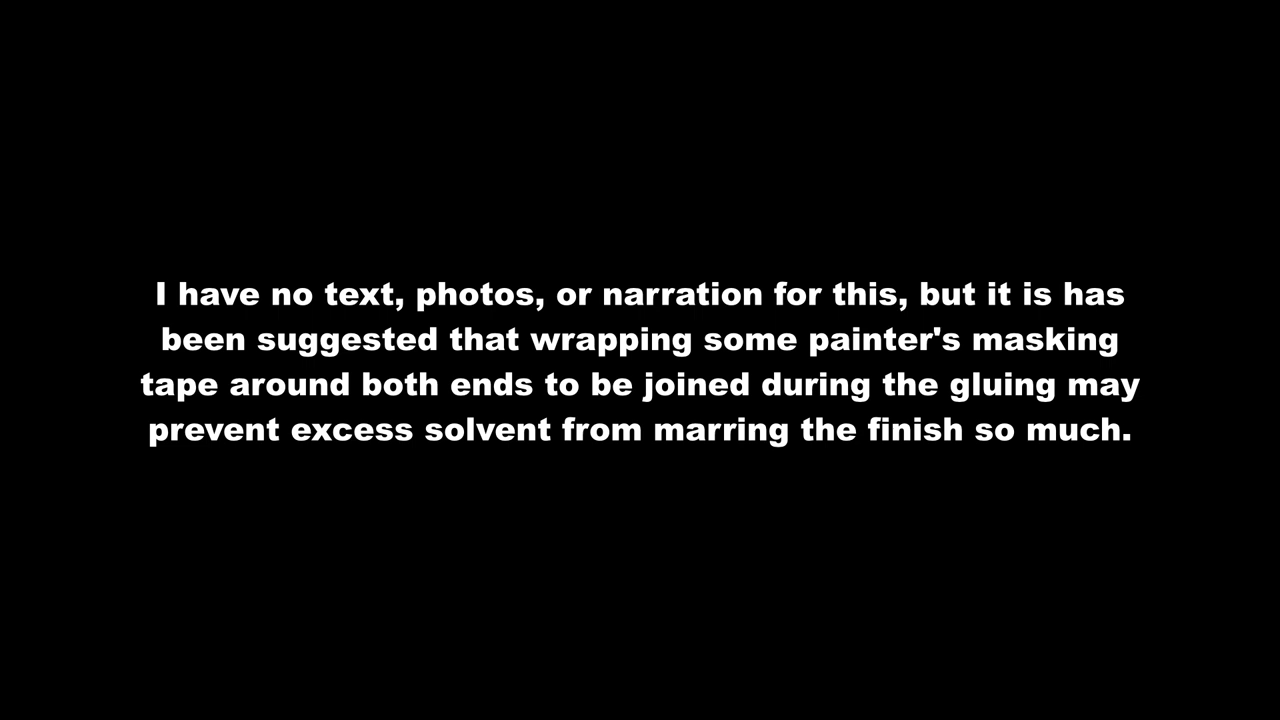 I have no text, photos, or narration for this, but it is has
been suggested that wrapping some painter's masking
tape around both ends to be joined during the gluing may
prevent excess solvent from marring the finish so much.